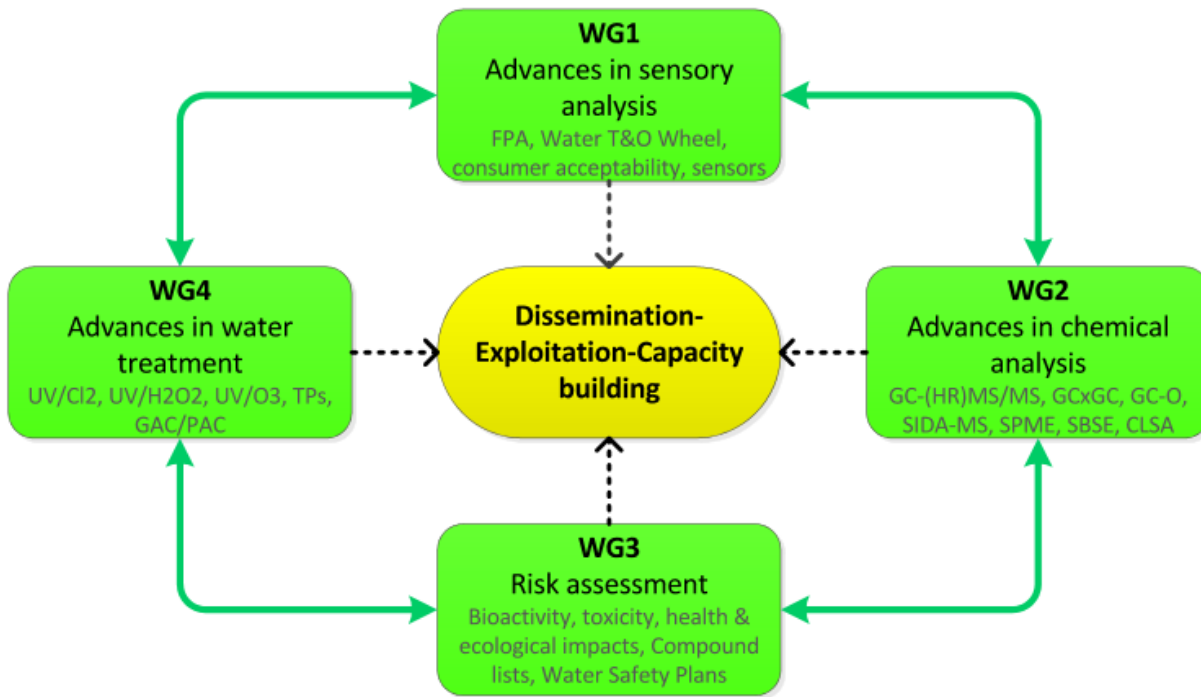 WG1
Advances in sensory
analysis
FPA, Water T&O Wheel,
consumer acceptability, sensors
WG4
Advances in water
treatment
UV/Cl2, UV/H2O2, UV/O3, TPs,
GAC/PAC
Dissemination-
Exploitation-Capacity
building
WG2
Advances in chemical
analysis
GC-(HR)MS/MS, GCxGC, GC-O,
SIDA-MS, SPME, SBSE, CLSA
WG3
Risk assessment
Bioactivity, toxicity, health &
ecological impacts, Compound
lists, Water Safety Plans